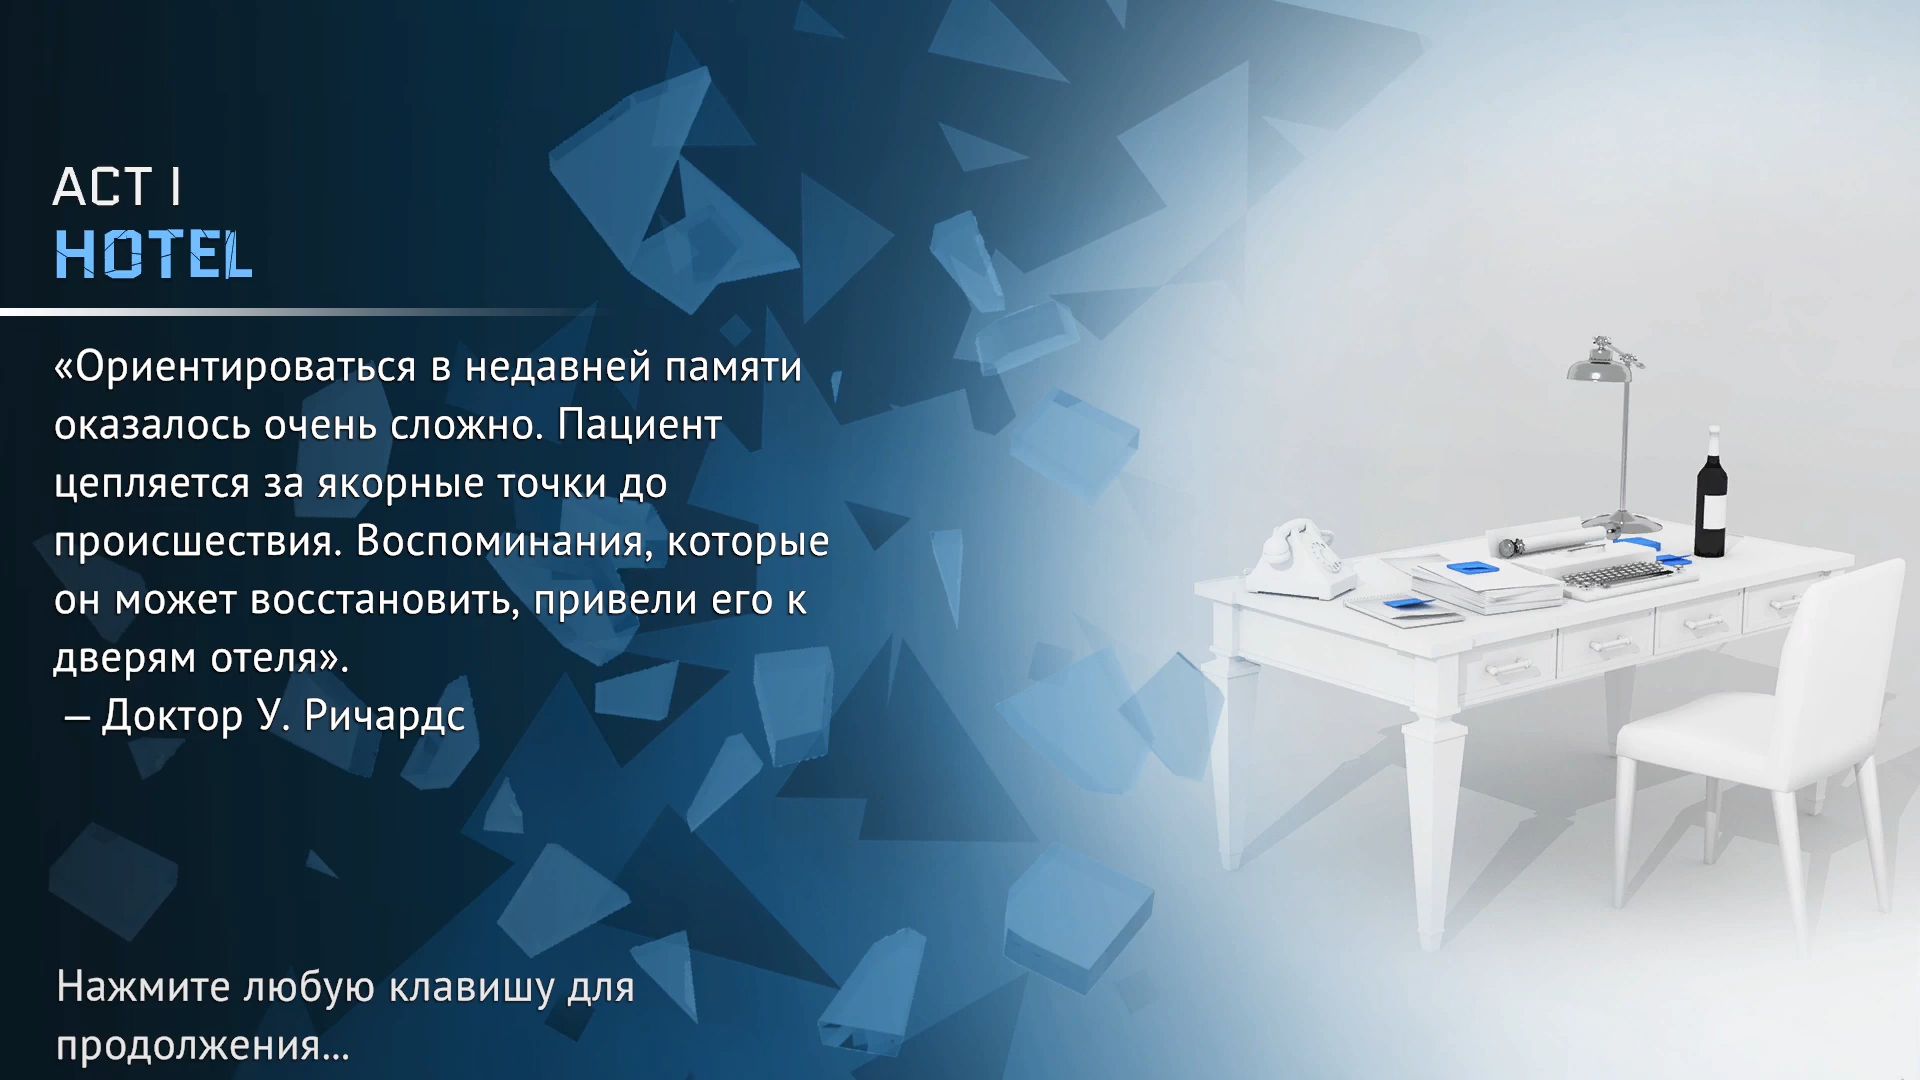 ACT I
HOTEL
«Ориентироваться в недавней памяти
оказалось очень сложно. Пациент
цепляется за якорные точки до
происшествия. Воспоминания, которые
он может восстановить, привели его к
дверям отеля».
— Доктор У. Ричардс
Нажмите любую клавишу для
продолжения...